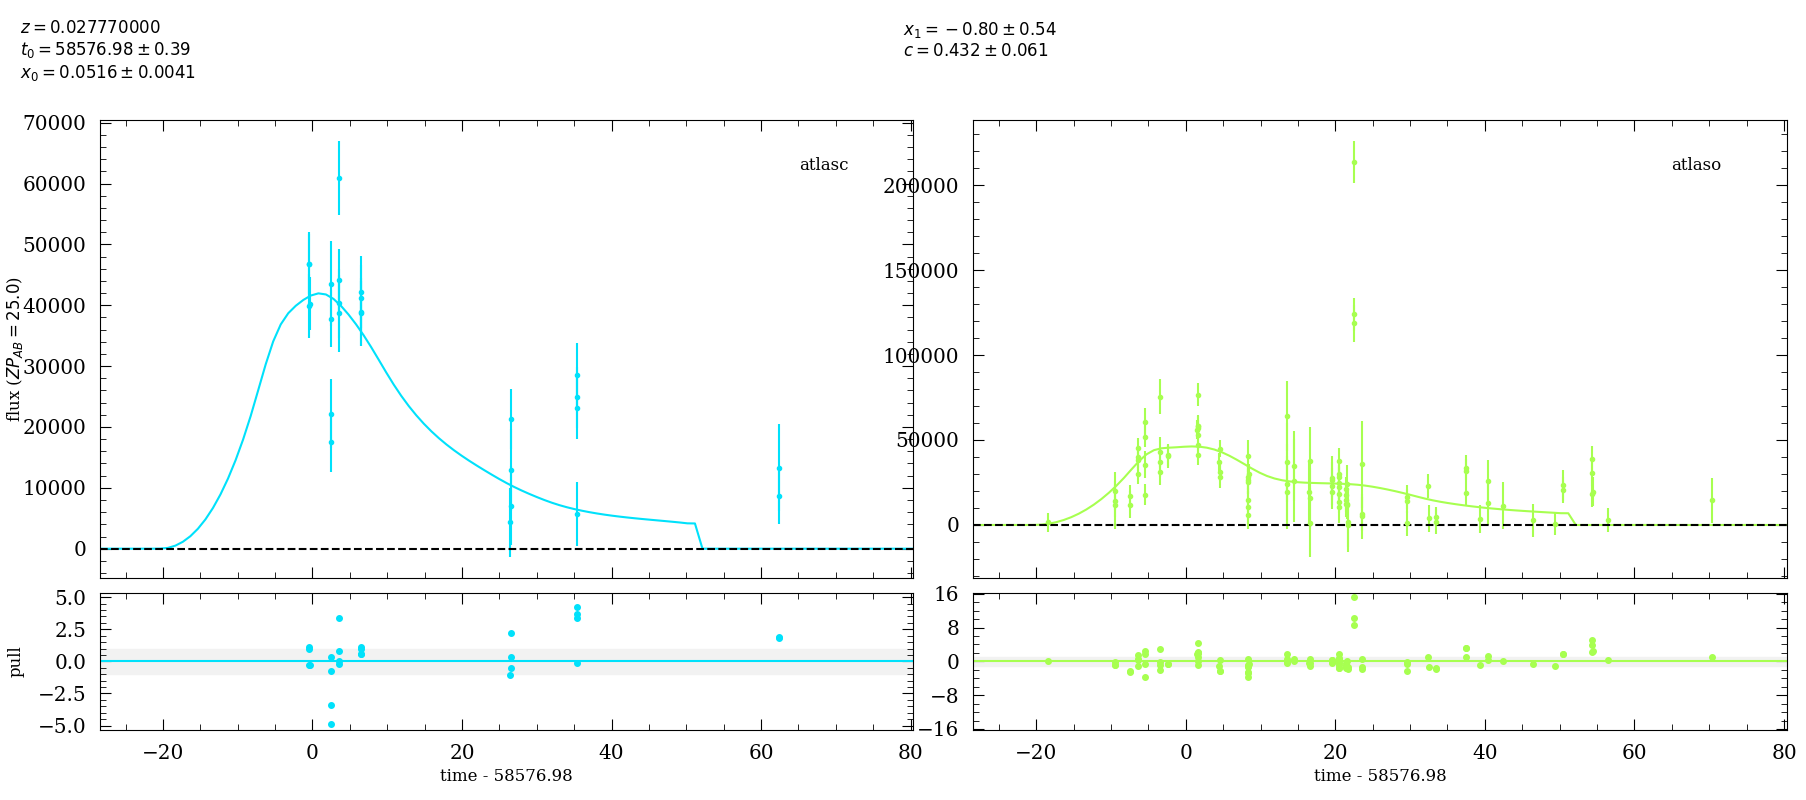 z = 0.027770000
t₀ = 58576.98 ± 0.39
x₀ = 0.0516 ± 0.0041
x₁ = −0.80 ± 0.54
c = 0.432 ± 0.061
70000
60000
50000
40000
30000
20000
10000
0
flux (ZP_AB = 25.0)
atlasc
200000
150000
100000
50000
0
atlaso
5.0
2.5
0.0
−2.5
−5.0
pull
−20 0 20 40 60 80
time - 58576.98
16
8
0
−8
−16
−20 0 20 40 60 80
time - 58576.98